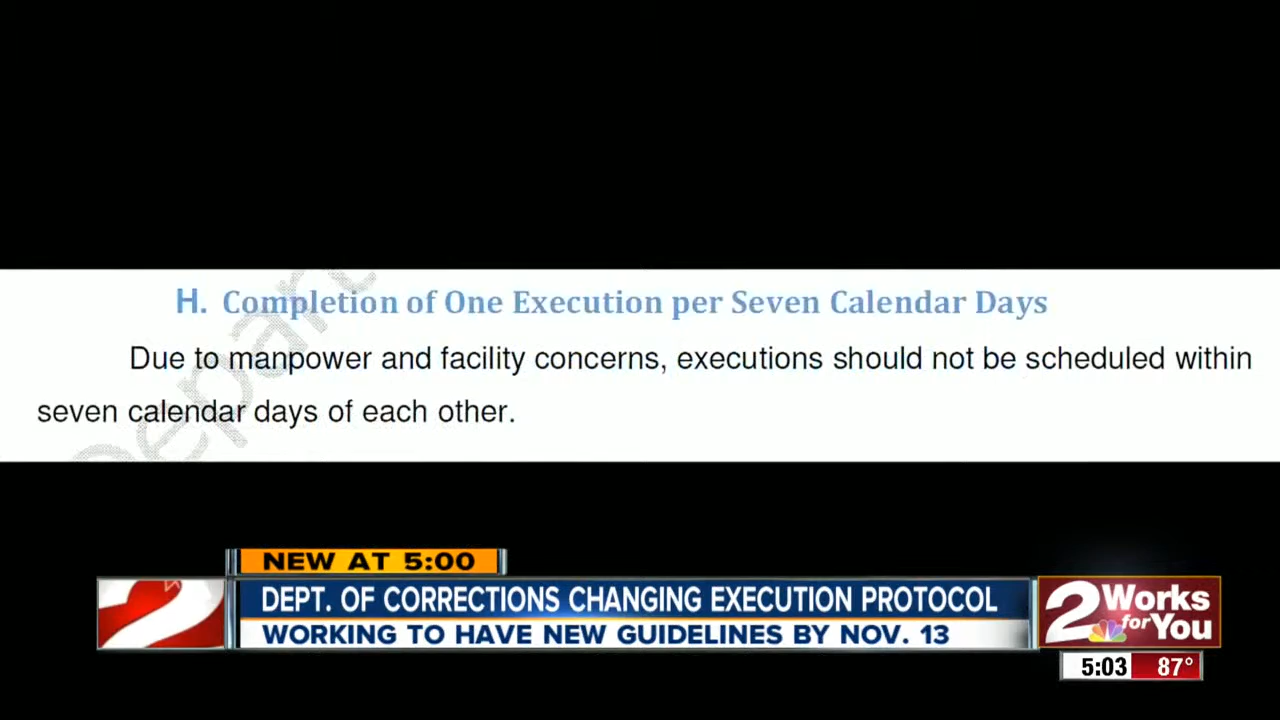 H. Completion of One Execution per Seven Calendar Days
Due to manpower and facility concerns, executions should not be scheduled within
seven calendar days of each other.
Depart
NEW AT 5:00
DEPT. OF CORRECTIONS CHANGING EXECUTION PROTOCOL
WORKING TO HAVE NEW GUIDELINES BY NOV. 13
2 Works
for You
5:03 87°